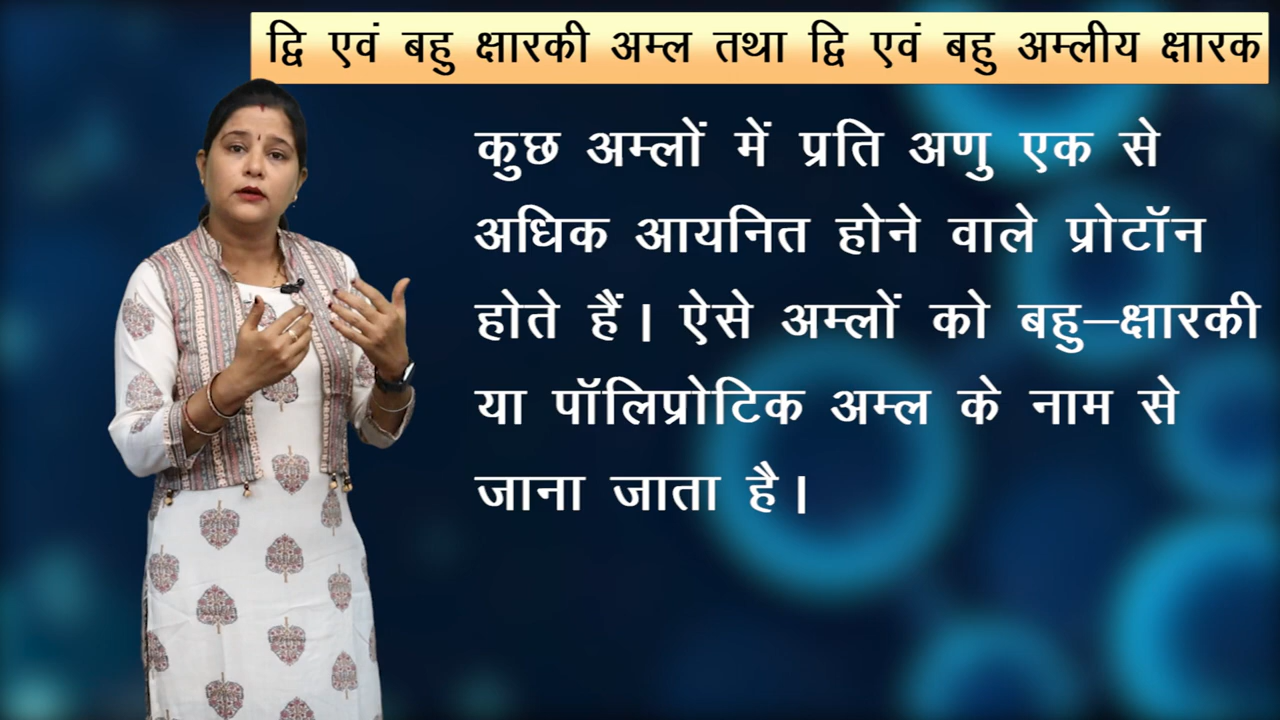 द्वि एवं बहु क्षारकी अम्ल तथा द्वि एवं बहु अम्लीय क्षारक
कुछ अम्लों में प्रति अणु एक से
अधिक आयनित होने वाले प्रोटॉन
होते हैं। ऐसे अम्लों को बहु–क्षारकी
या पॉलिप्रोटिक अम्ल के नाम से
जाना जाता है।